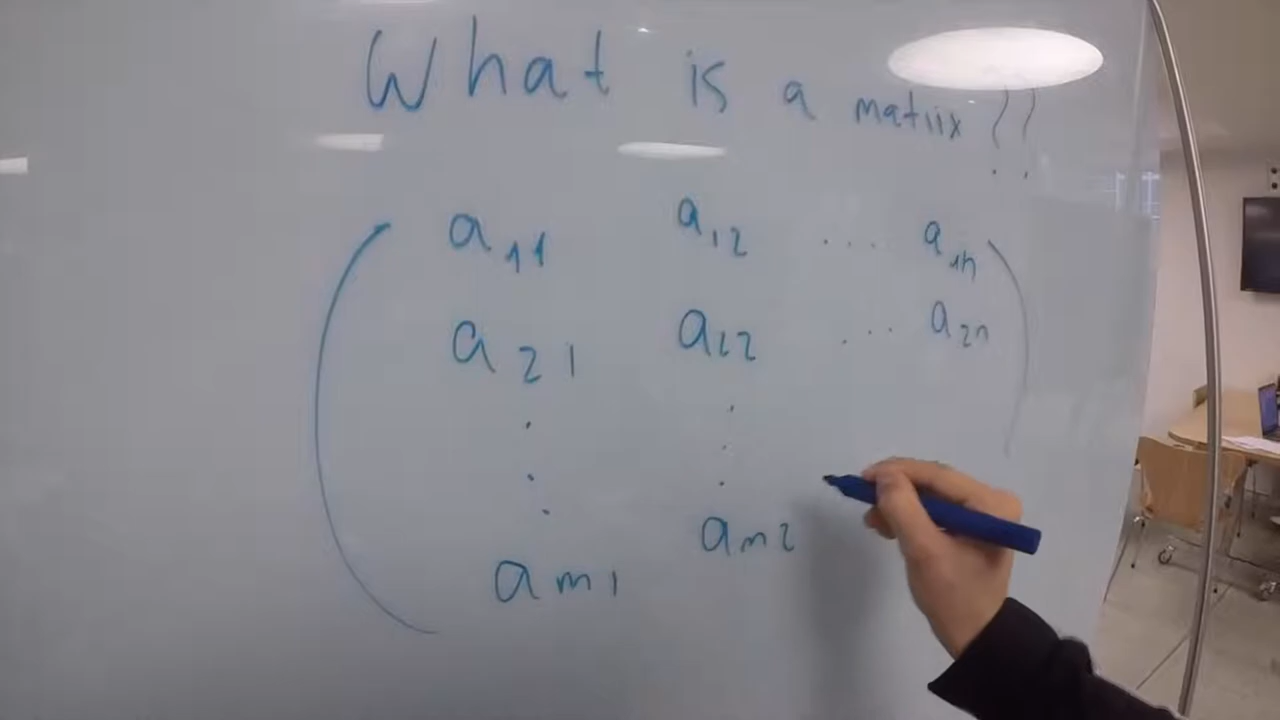 What is a matrix ??
a11 a12 .... a1n
a21 a22 ... a2n
am1 am2